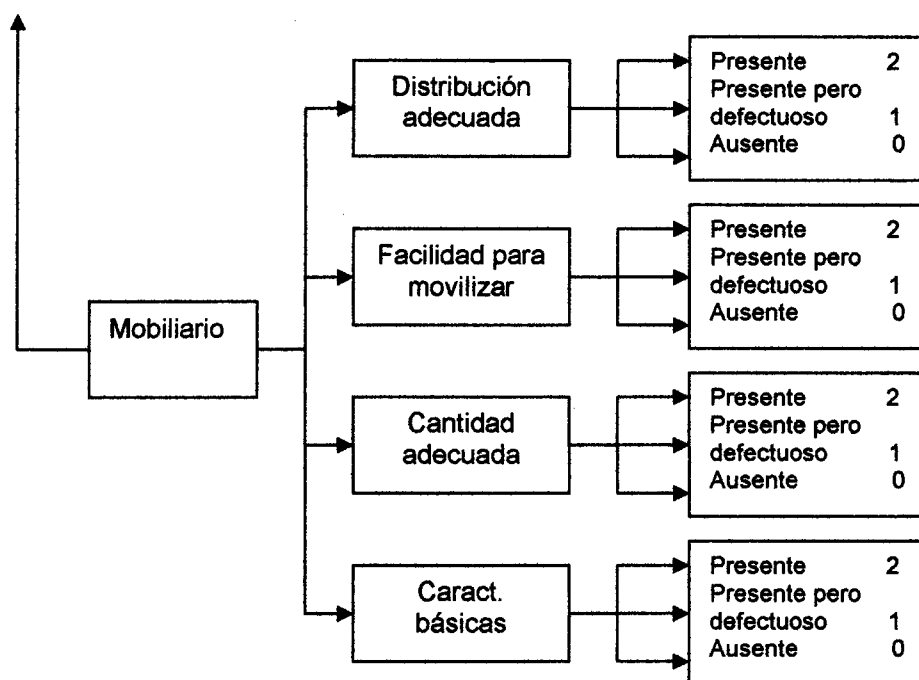 Distribución
adecuada
Presente 2
Presente pero
defectuoso 1
Ausente 0
Facilidad para
movilizar
Presente 2
Presente pero
defectuoso 1
Ausente 0
Mobiliario
Cantidad
adecuada
Presente 2
Presente pero
defectuoso 1
Ausente 0
Caract.
básicas
Presente 2
Presente pero
defectuoso 1
Ausente 0